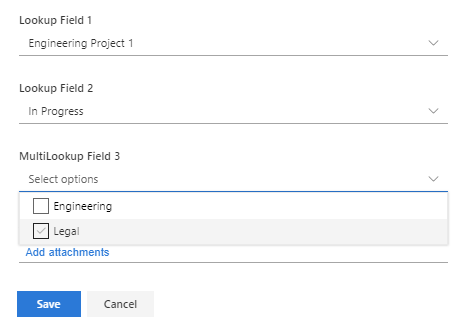 Lookup Field 1
Engineering Project 1
Lookup Field 2
In Progress
MultiLookup Field 3
Select options
Engineering
Legal
Add attachments
Save Cancel